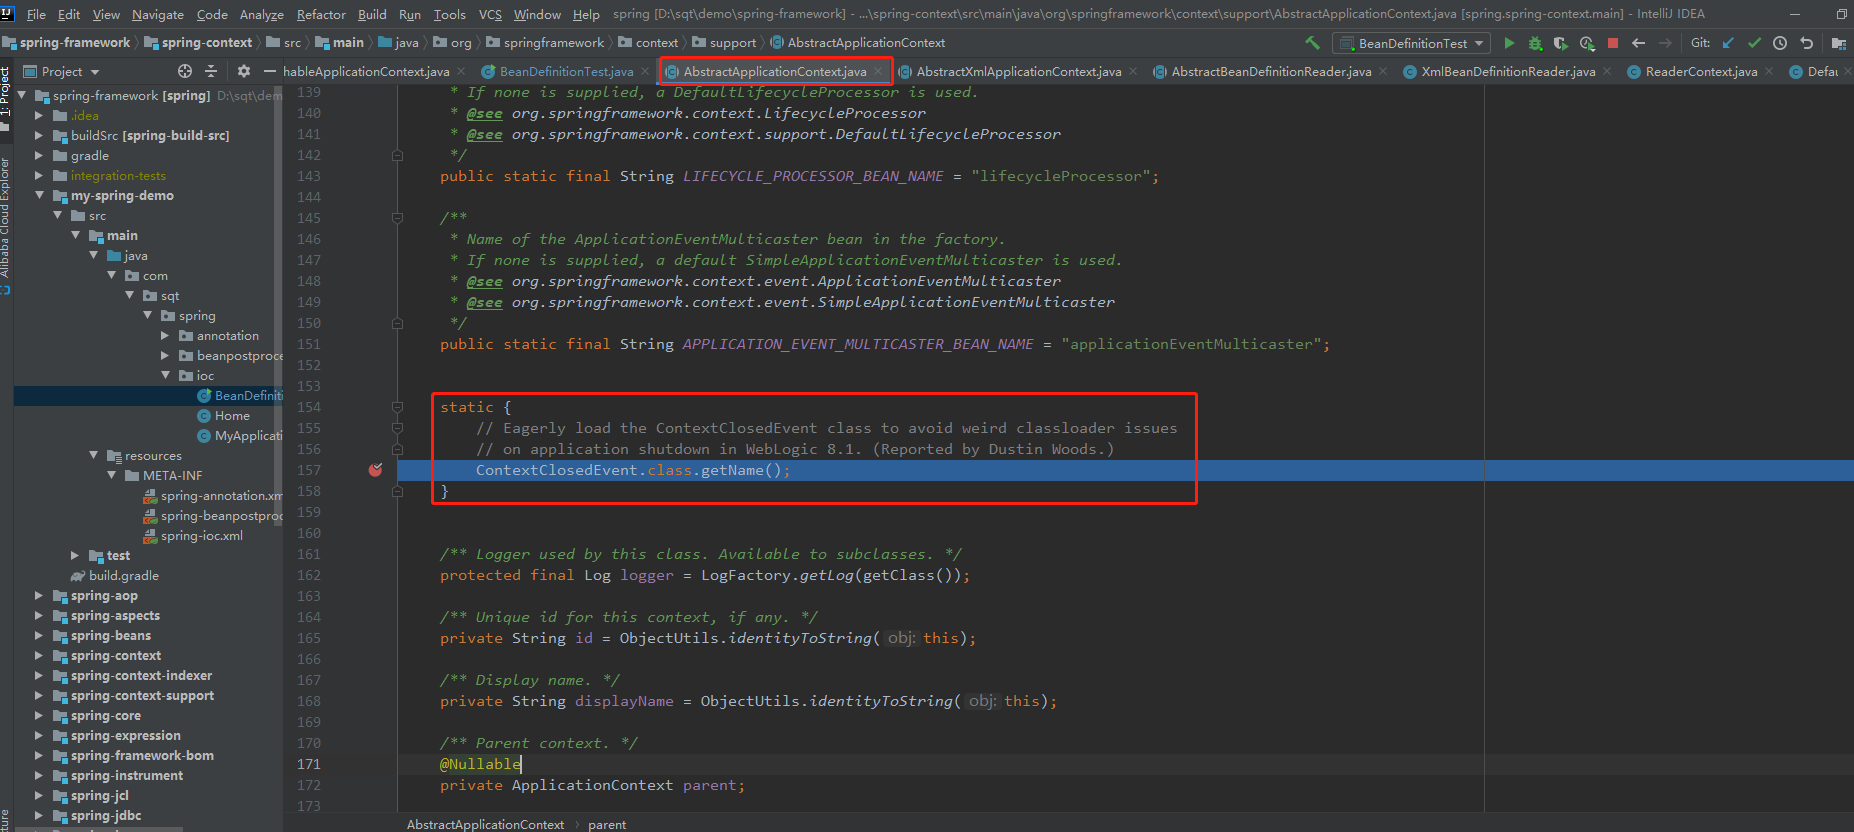 File Edit View Navigate Code Analyze Refactor Build Run Tools VCS Window Help spring [D:\sqt\demo\spring-framework] - ...\spring-context\src\main\java\org\springframework\context\support\AbstractApplicationContext.java [spring.spring-context.main] - IntelliJ IDEA
spring-framework spring-context src main java org springframework context support AbstractApplicationContext BeanDefinitionTest Git:
Project hableApplicationContext.java BeanDefinitionTest.java AbstractApplicationContext.java AbstractXmlApplicationContext.java AbstractBeanDefinitionReader.java XmlBeanDefinitionReader.java ReaderContext.java Defau
1: Project
Alibaba Cloud Explorer
spring-framework [spring] D:\sqt\dem
.idea
buildSrc [spring-build-src]
gradle
integration-tests
my-spring-demo
src
main
java
com
sqt
spring
annotation
beanpostproce
ioc
BeanDefiniti
Home
MyApplicati
resources
META-INF
spring-annotation.xm
spring-beanpostproc
spring-ioc.xml
test
build.gradle
spring-aop
spring-aspects
spring-beans
spring-context
spring-context-indexer
spring-context-support
spring-core
spring-expression
spring-framework-bom
spring-instrument
spring-jcl
spring-jdbc
139 * If none is supplied, a DefaultLifecycleProcessor is used.
140 * @see org.springframework.context.LifecycleProcessor
141 * @see org.springframework.context.support.DefaultLifecycleProcessor
142 */
143 public static final String LIFECYCLE_PROCESSOR_BEAN_NAME = "lifecycleProcessor";
144
145 /**
146 * Name of the ApplicationEventMulticaster bean in the factory.
147 * If none is supplied, a default SimpleApplicationEventMulticaster is used.
148 * @see org.springframework.context.event.ApplicationEventMulticaster
149 * @see org.springframework.context.event.SimpleApplicationEventMulticaster
150 */
151 public static final String APPLICATION_EVENT_MULTICASTER_BEAN_NAME = "applicationEventMulticaster";
152
153
154 static {
155 // Eagerly load the ContextClosedEvent class to avoid weird classloader issues
156 // on application shutdown in WebLogic 8.1. (Reported by Dustin Woods.)
157 ContextClosedEvent.class.getName();
158 }
159
160
161 /** Logger used by this class. Available to subclasses. */
162 protected final Log logger = LogFactory.getLog(getClass());
163
164 /** Unique id for this context, if any. */
165 private String id = ObjectUtils.identityToString( obj: this);
166
167 /** Display name. */
168 private String displayName = ObjectUtils.identityToString( obj: this);
169
170 /** Parent context. */
171 @Nullable
172 private ApplicationContext parent;
173
AbstractApplicationContext parent